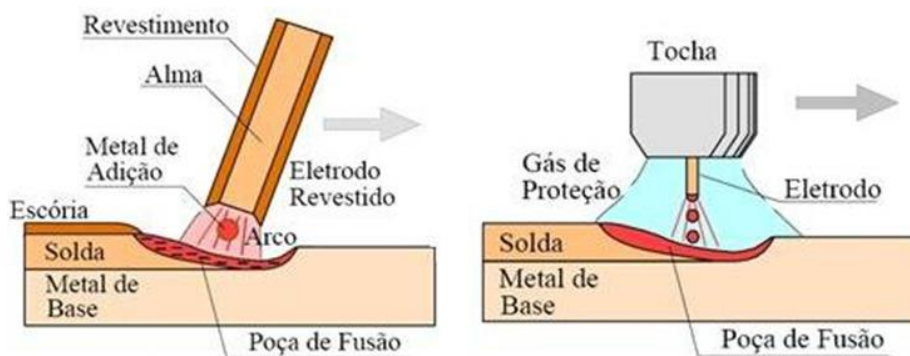 Revestimento
Alma
Metal de
Adição
Eletrodo
Revestido
Escória
Arco
Solda
Metal de
Base
Poça de Fusão
Tocha
Gás de
Proteção
Eletrodo
Solda
Metal de
Base
Poça de Fusão